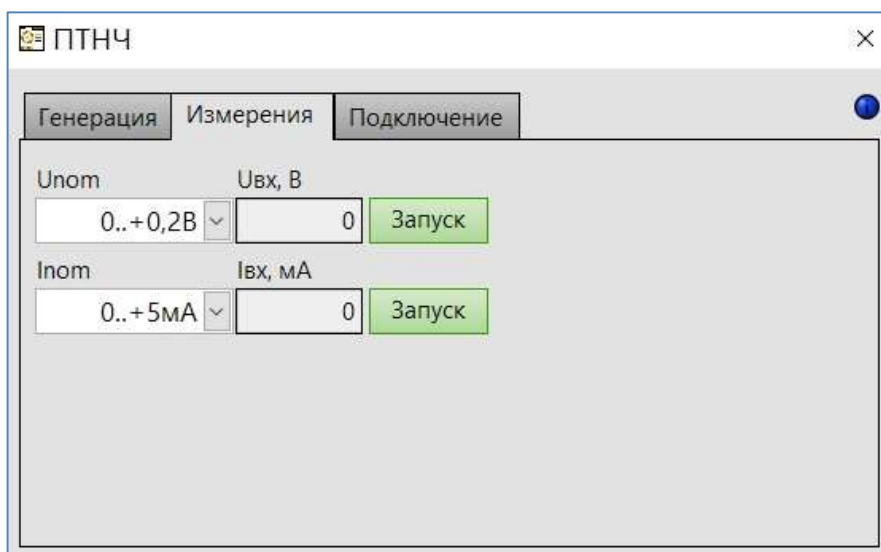 ПТНЧ
Генерация Измерения Подключение
Unom Uвх, В
0..+0,2В 0 Запуск
Inom Iвх, мА
0..+5мА 0 Запуск